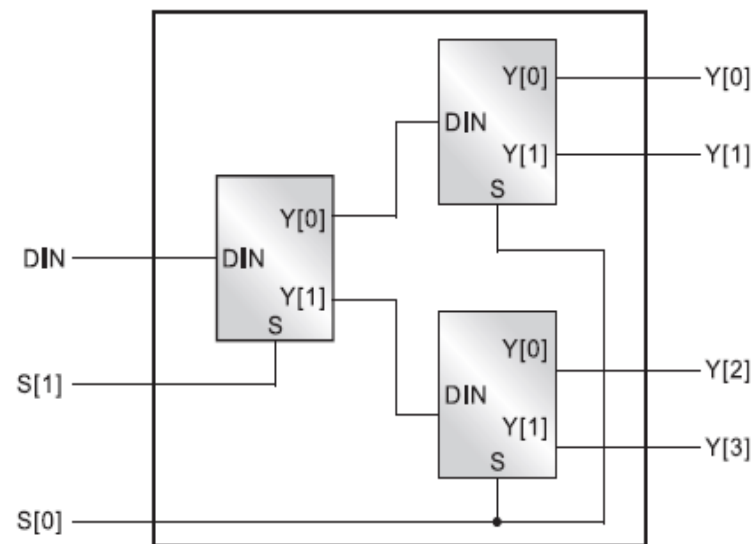 Y[0]
Y[0]
DIN
Y[1]
Y[1]
S
Y[0]
DIN
DIN
Y[1]
S
Y[0]
Y[2]
S[1]
DIN
Y[1]
Y[3]
S
S[0]